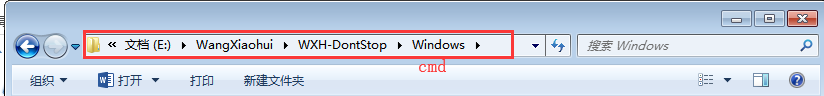 « 文档 (E:) ▸ WangXiaohui ▸ WXH-DontStop ▸ Windows ▸ 搜索 Windows
cmd
组织 ▾ 打开 ▾ 打印 新建文件夹